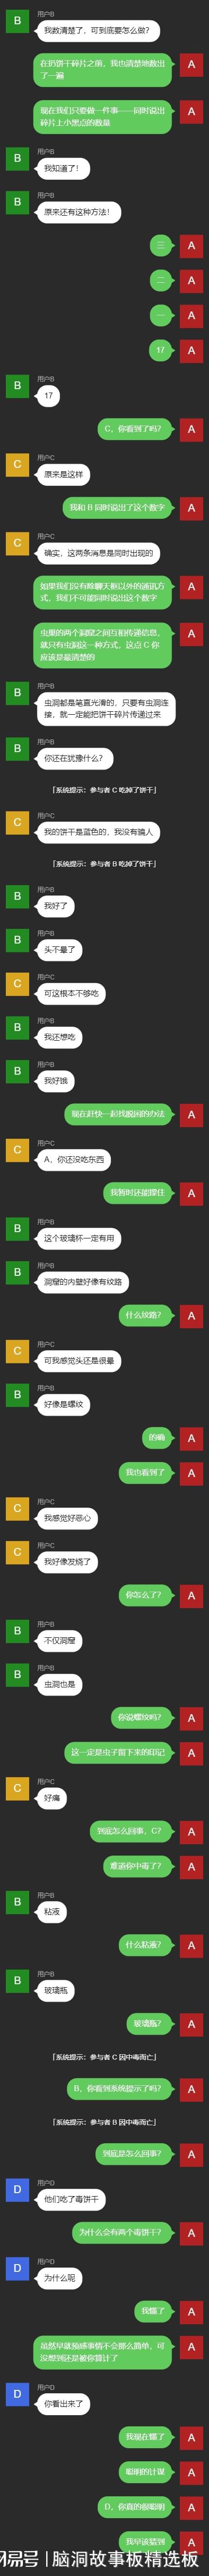 用户B
B
我数清楚了，可到底要怎么做？
在扔饼干碎片之前，我也清楚地数出
了一遍
A
现在我们只要做一件事——同时说出
碎片上小黑点的数量
A
用户B
B
我知道了！
用户B
B
原来还有这种方法！
三
A
二
A
一
A
17
A
用户B
B
17
C，你看到了吗？
A
用户C
C
原来是这样
我和 B 同时说出了这个数字
A
用户C
C
确实，这两条消息是同时出现的
如果我们没有除聊天框以外的通讯方
式，我们不可能同时说出这个数字
A
虫巢的两个洞窟之间互相传递信息，
就只有虫洞这一种方式，这点 C 你
应该是最清楚的
A
用户B
B
虫洞都是笔直光滑的，只要有虫洞连
接，就一定能把饼干碎片传递过来
用户B
B
你还在犹豫什么？
「系统提示：参与者 C 吃掉了饼干」
用户C
C
我的饼干是蓝色的，我没有骗人
「系统提示：参与者 B 吃掉了饼干」
用户B
B
我好了
用户B
B
头不晕了
用户C
C
可这根本不够吃
用户B
B
我还想吃
用户B
B
我好饿
现在赶快一起找脱困的办法
A
用户C
C
A，你还没吃东西
我暂时还能撑住
A
用户B
B
这个玻璃杯一定有用
用户B
B
洞窟的内壁好像有纹路
什么纹路？
A
用户C
C
可我感觉头还是很晕
用户B
B
好像是螺纹
的确
A
我也看到了
A
用户C
C
我感觉好恶心
用户C
C
我好像发烧了
你怎么了？
A
用户B
B
不仅洞窟
用户B
B
虫洞也是
你说螺纹吗？
A
这一定是虫子留下来的印记
A
用户C
C
好痛
到底怎么回事，C？
A
难道你中毒了？
A
用户B
B
粘液
什么粘液？
A
用户B
B
玻璃瓶
玻璃瓶？
A
「系统提示：参与者 C 因中毒而亡」
B，你看到系统提示了吗？
A
「系统提示：参与者 B 因中毒而亡」
到底是怎么回事？
A
用户D
D
他们吃了毒饼干
为什么会有两个毒饼干？
A
用户D
D
为什么呢
我懂了
A
虽然早就预感事情不会那么简单，可
没想到还是被你算计了
A
用户D
D
你看出来了
我现在懂了
A
聪明的计谋
A
D，你真的很聪明
A
我早该猜到
A
易号 | 脑洞故事板精选板